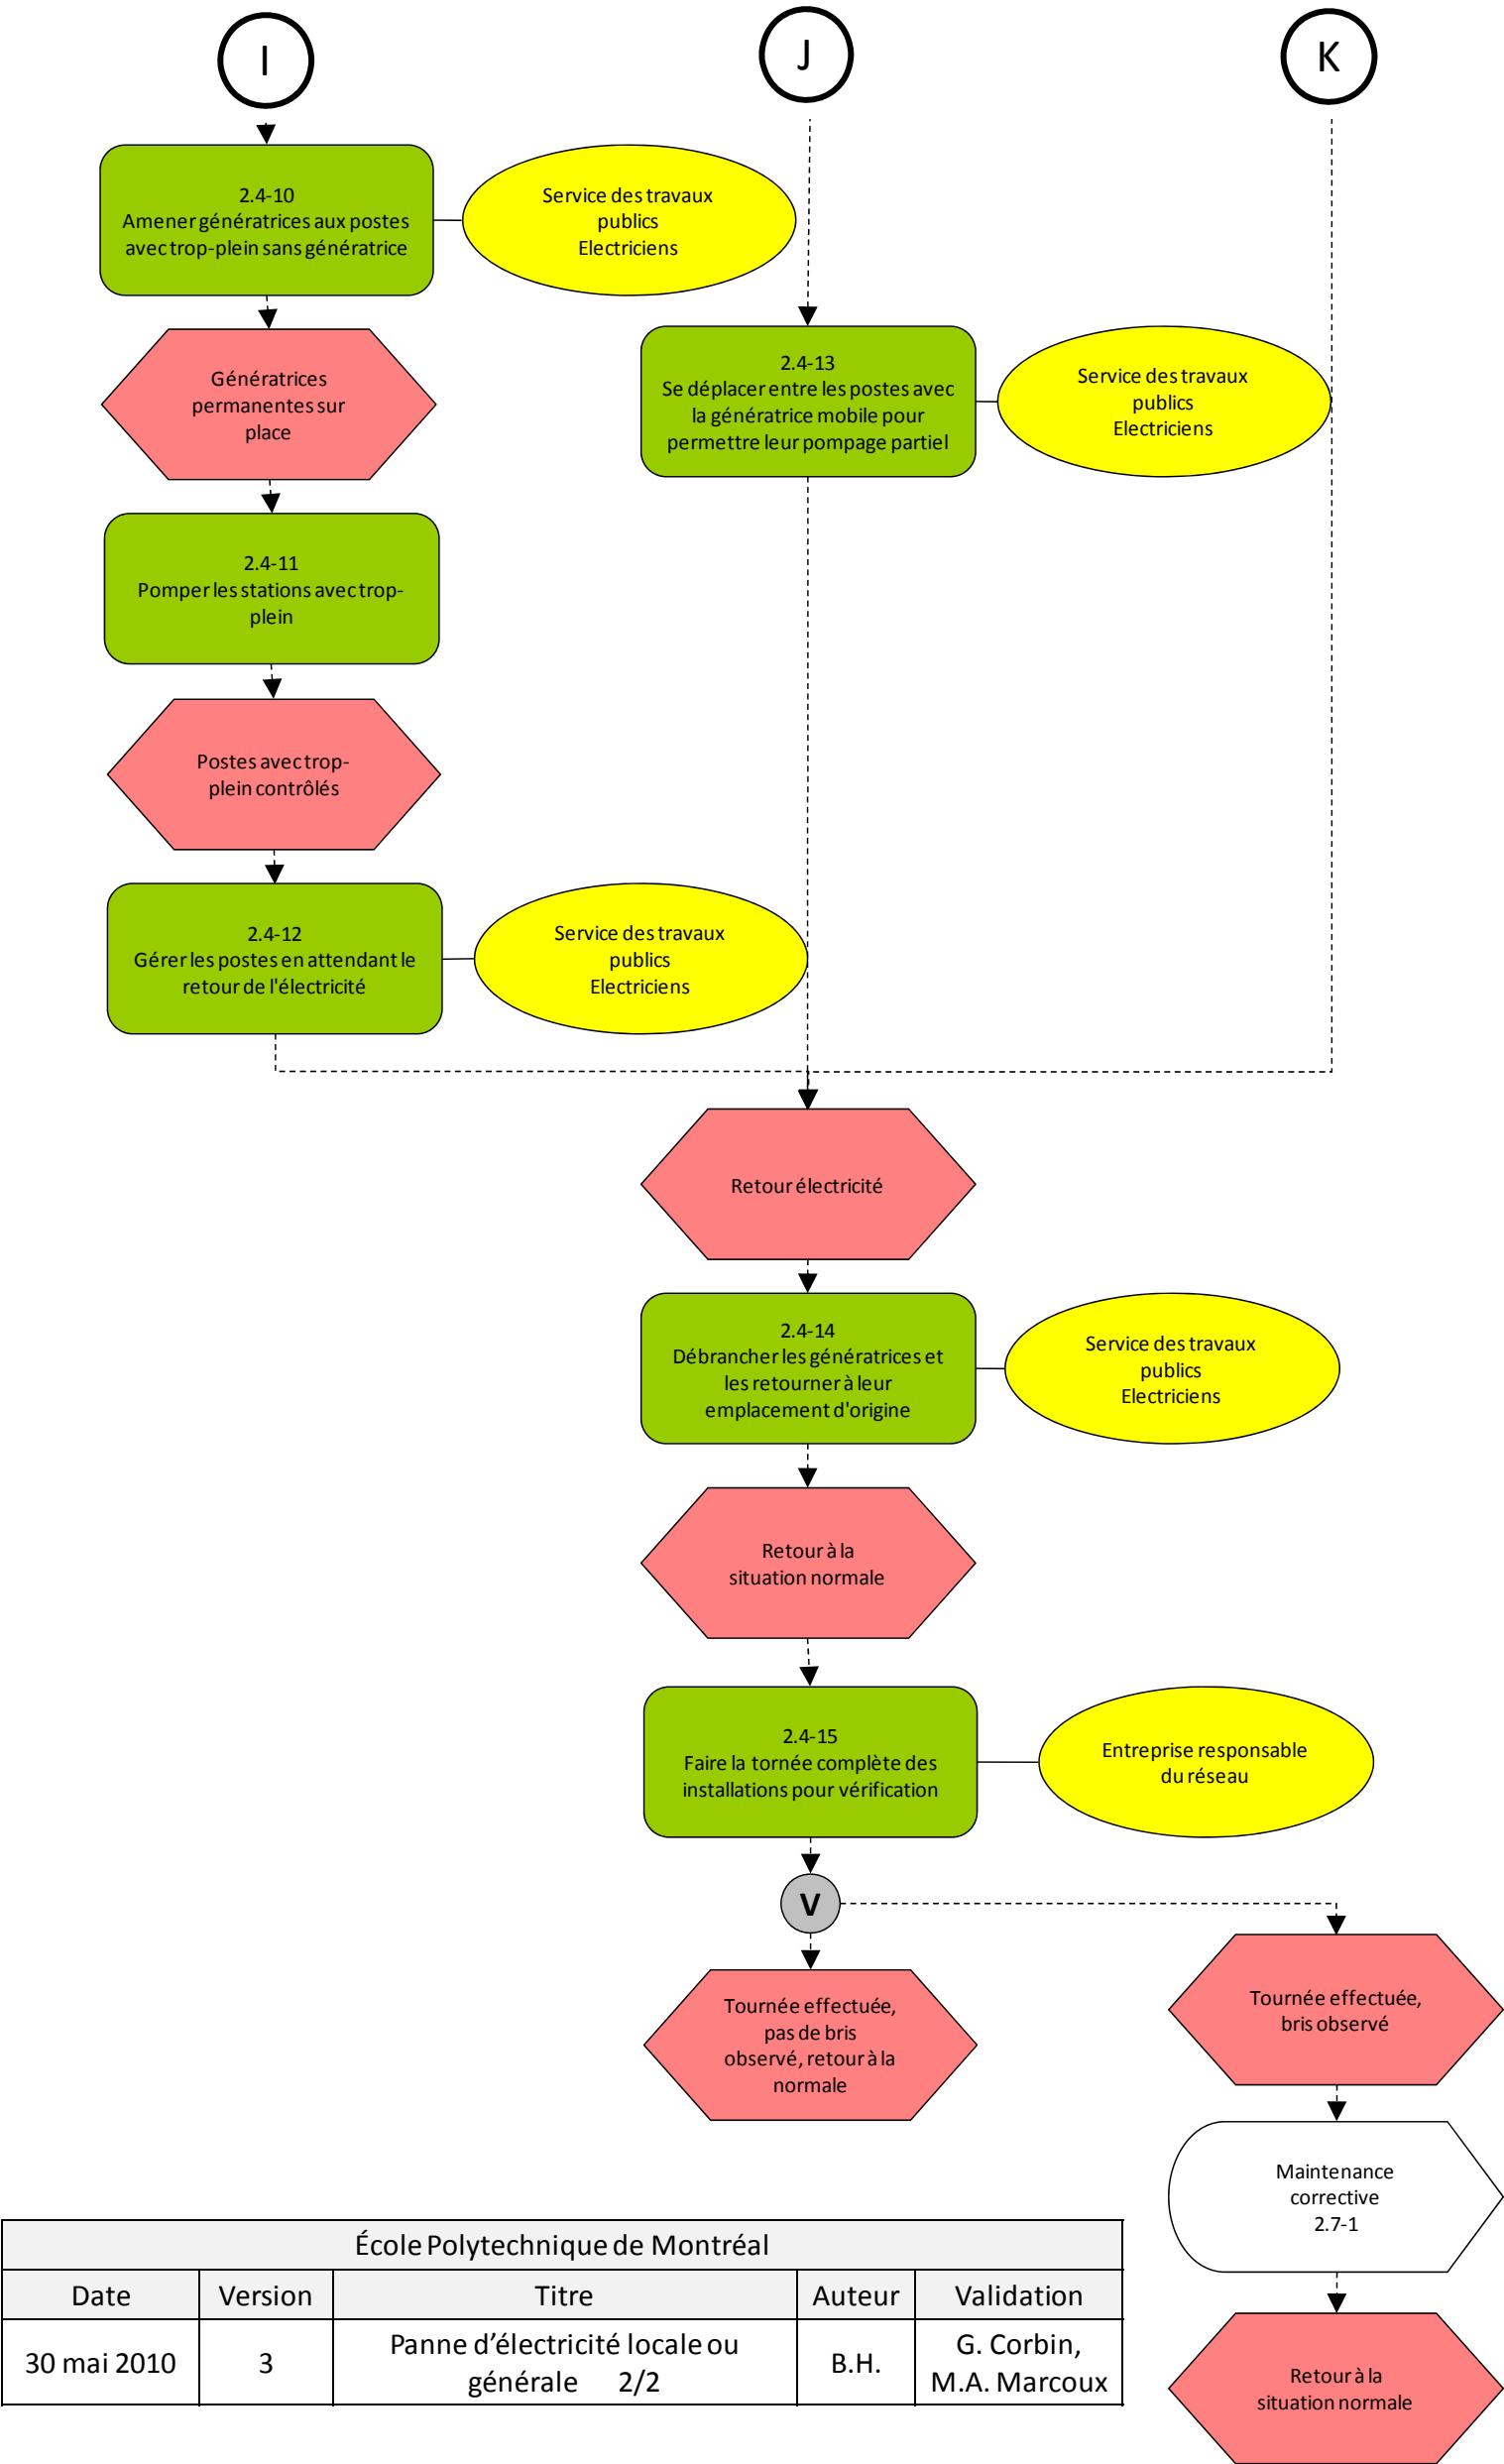 I
J
K
2.4-10
Amener génératrices aux postes
avec trop-plein sans génératrice
Service des travaux
publics
Electriciens
Génératrices
permanentes sur
place
2.4-13
Se déplacer entre les postes avec
la génératrice mobile pour
permettre leur pompage partiel
Service des travaux
publics
Electriciens
2.4-11
Pomper les stations avec trop-
plein
Postes avec trop-
plein contrôlés
2.4-12
Gérer les postes en attendant le
retour de l'électricité
Service des travaux
publics
Electriciens
Retour électricité
2.4-14
Débrancher les génératrices et
les retourner à leur
emplacement d'origine
Service des travaux
publics
Electriciens
Retour à la
situation normale
2.4-15
Faire la tornée complète des
installations pour vérification
Entreprise responsable
du réseau
V
Tournée effectuée,
pas de bris
observé, retour à la
normale
Tournée effectuée,
bris observé
Maintenance
corrective
2.7-1
Retour à la
situation normale
École Polytechnique de Montréal
Date Version Titre Auteur Validation
30 mai 2010 3 Panne d’électricité locale ou
générale 2/2 B.H. G. Corbin,
M.A. Marcoux